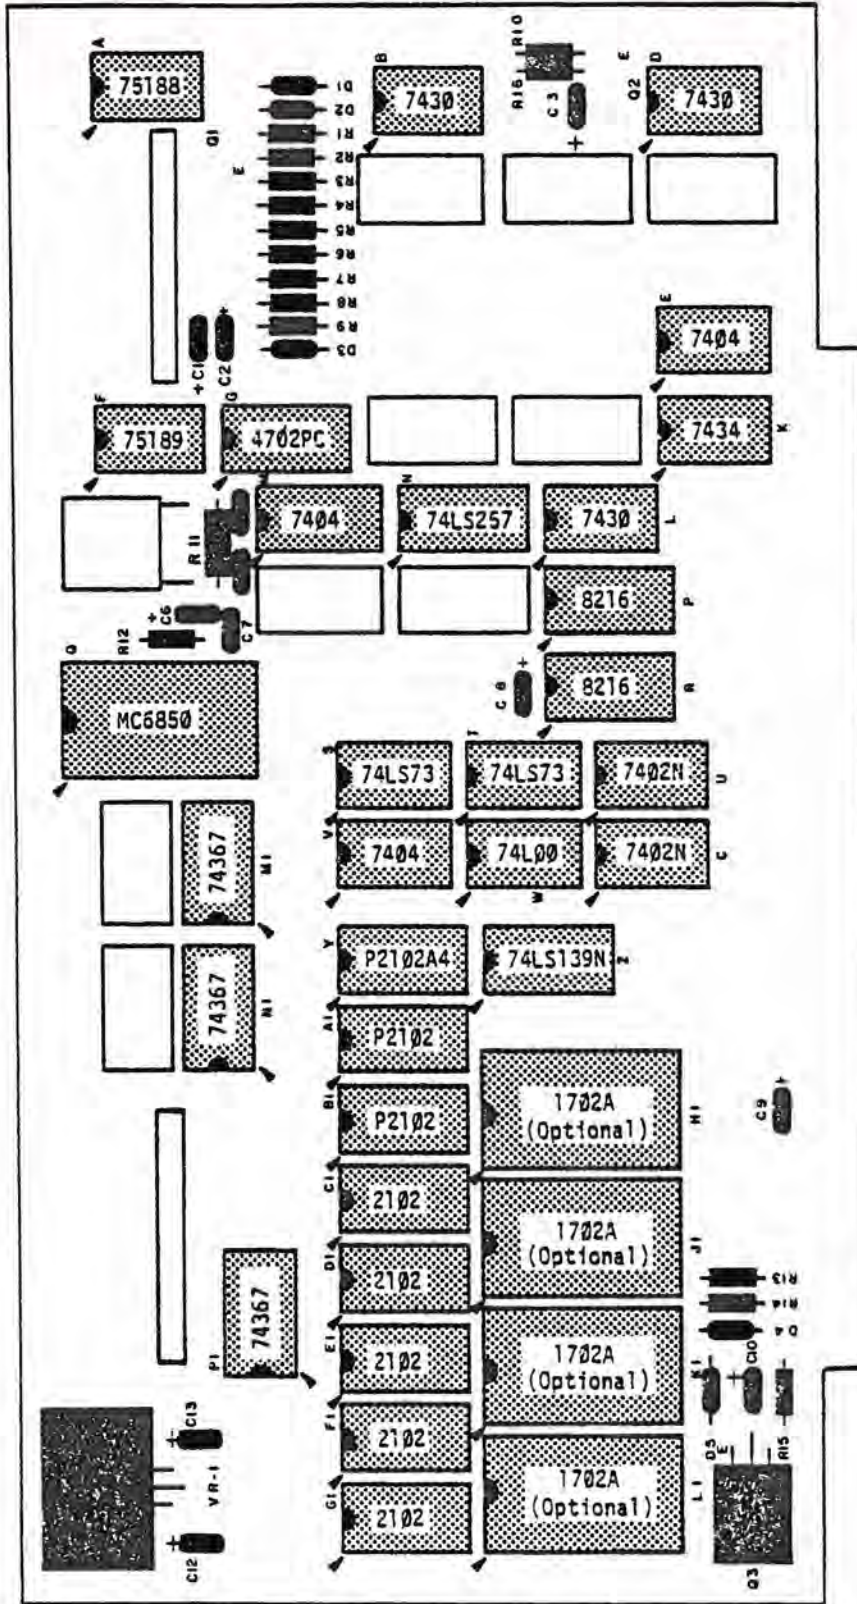 A
75188
Q1
D1
D2
R1
R2
R3
R4
R5
R6
R7
R8
R9
D3
E
B
7430
R10
R16
C3
+
E
Q2
D
7430
+
C1
C2
+
E
7404
F
75189
G
4702PC
7434
K
R11
7404
N
74LS257
7430
L
+
C6
C7
R12
8216
P
Q
MC6850
C8
+
8216
R
S
74LS73
T
74LS73
7402N
U
V
7404
74L00
W
7402N
C
74367
M1
74367
N1
Y
P2102A4
74LS139N
Z
A1
P2102
B1
P2102
1702A
(Optional)
H1
C9
+
C1
2102
1702A
(Optional)
J1
D1
2102
74367
P1
R13
R14
D4
E1
2102
1702A
(Optional)
K1
+
C10
D5
E
R15
+
C13
VR-1
+
C12
F1
2102
G1
2102
1702A
(Optional)
L1
Q3